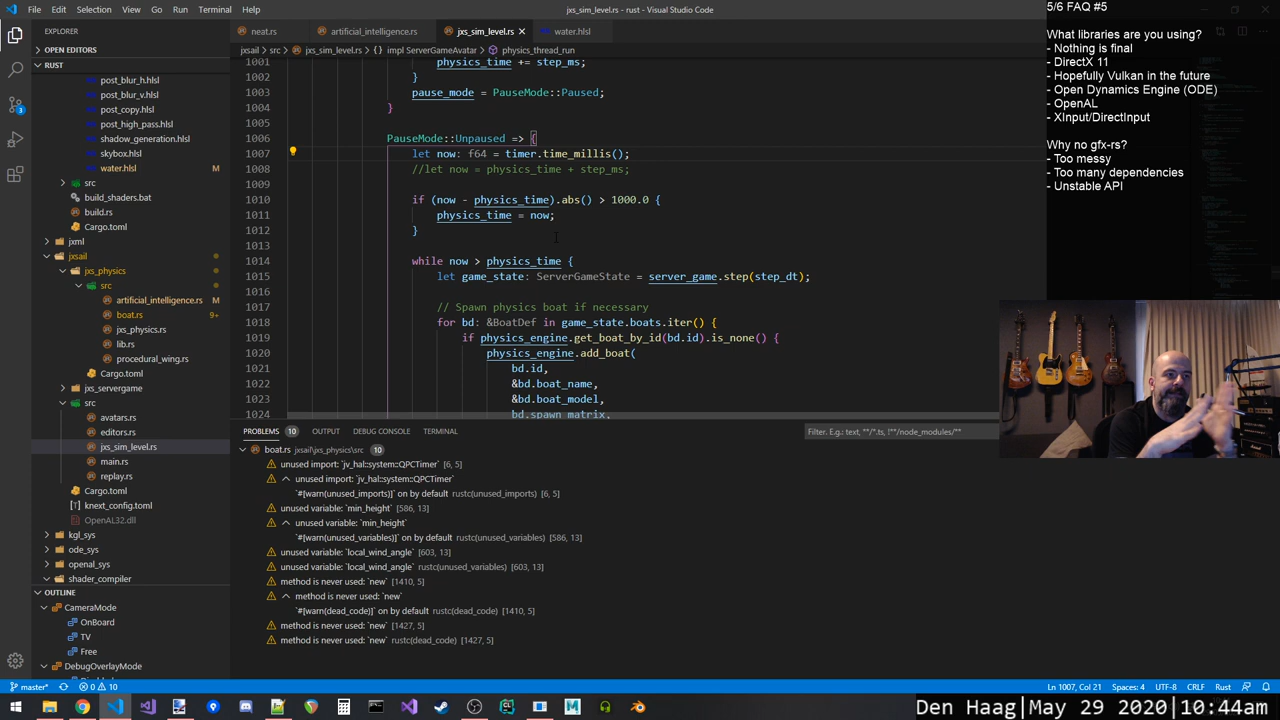 File Edit Selection View Go Run Terminal Help
jxs_sim_level.rs - rust - Visual Studio Code
5/6 FAQ #5
What libraries are you using?
- Nothing is final
- DirectX 11
- Hopefully Vulkan in the future
- Open Dynamics Engine (ODE)
- OpenAL
- XInput/DirectInput
Why no gfx-rs?
- Too messy
- Too many dependencies
- Unstable API
EXPLORER
OPEN EDITORS
RUST
post_blur_h.hlsl
post_blur_v.hlsl
post_copy.hlsl
post_high_pass.hlsl
shadow_generation.hlsl
skybox.hlsl
water.hlsl M
src
build_shaders.bat
build.rs
Cargo.toml
jxml
jxsail
jxs_physics
src
artificial_intelligence.rs M
boat.rs 9+
jxs_physics.rs
lib.rs
procedural_wing.rs
Cargo.toml
jxs_servergame
src
avatars.rs
editors.rs
jxs_sim_level.rs
main.rs
replay.rs
Cargo.toml
knext_config.toml
OpenAL32.dll
kgl_sys
ode_sys
openal_sys
shader_compiler
OUTLINE
CameraMode
OnBoard
TV
Free
DebugOverlayMode
3
neat.rs artificial_intelligence.rs jxs_sim_level.rs water.hlsl
jxsail > src > jxs_sim_level.rs > impl ServerGameAvatar > physics_thread_run
1001 physics_time += step_ms;
1002 }
1003 pause_mode = PauseMode::Paused;
1004 }
1005
1006 PauseMode::Unpaused => {
1007 let now: f64 = timer.time_millis();
1008 //let now = physics_time + step_ms;
1009
1010 if (now - physics_time).abs() > 1000.0 {
1011 physics_time = now;
1012 }
1013
1014 while now > physics_time {
1015 let game_state: ServerGameState = server_game.step(step_dt);
1016
1017 // Spawn physics boat if necessary
1018 for bd: &BoatDef in game_state.boats.iter() {
1019 if physics_engine.get_boat_by_id(bd.id).is_none() {
1020 physics_engine.add_boat(
1021 bd.id,
1022 &bd.boat_name,
1023 &bd.boat_model,
1024 bd.spawn_matrix,
PROBLEMS 10 OUTPUT DEBUG CONSOLE TERMINAL
Filter. E.g.: text, **/*.ts, !**/node_modules/**
boat.rs jxsail\jxs_physics\src 10
unused import: `jv_hal::system::QPCTimer` [6, 5]
unused import: `jv_hal::system::QPCTimer`
`#[warn(unused_imports)]` on by default rustc(unused_imports) [6, 5]
unused variable: `min_height` [586, 13]
unused variable: `min_height`
`#[warn(unused_variables)]` on by default rustc(unused_variables) [586, 13]
unused variable: `local_wind_angle` [603, 13]
unused variable: `local_wind_angle` rustc(unused_variables) [603, 13]
method is never used: `new` [1410, 5]
method is never used: `new`
`#[warn(dead_code)]` on by default rustc(dead_code) [1410, 5]
method is never used: `new` [1427, 5]
method is never used: `new` rustc(dead_code) [1427, 5]
master* 0 10
Ln 1007, Col 21 Spaces: 4 UTF-8 CRLF Rust
Den Haag|May 29 2020|10:44am